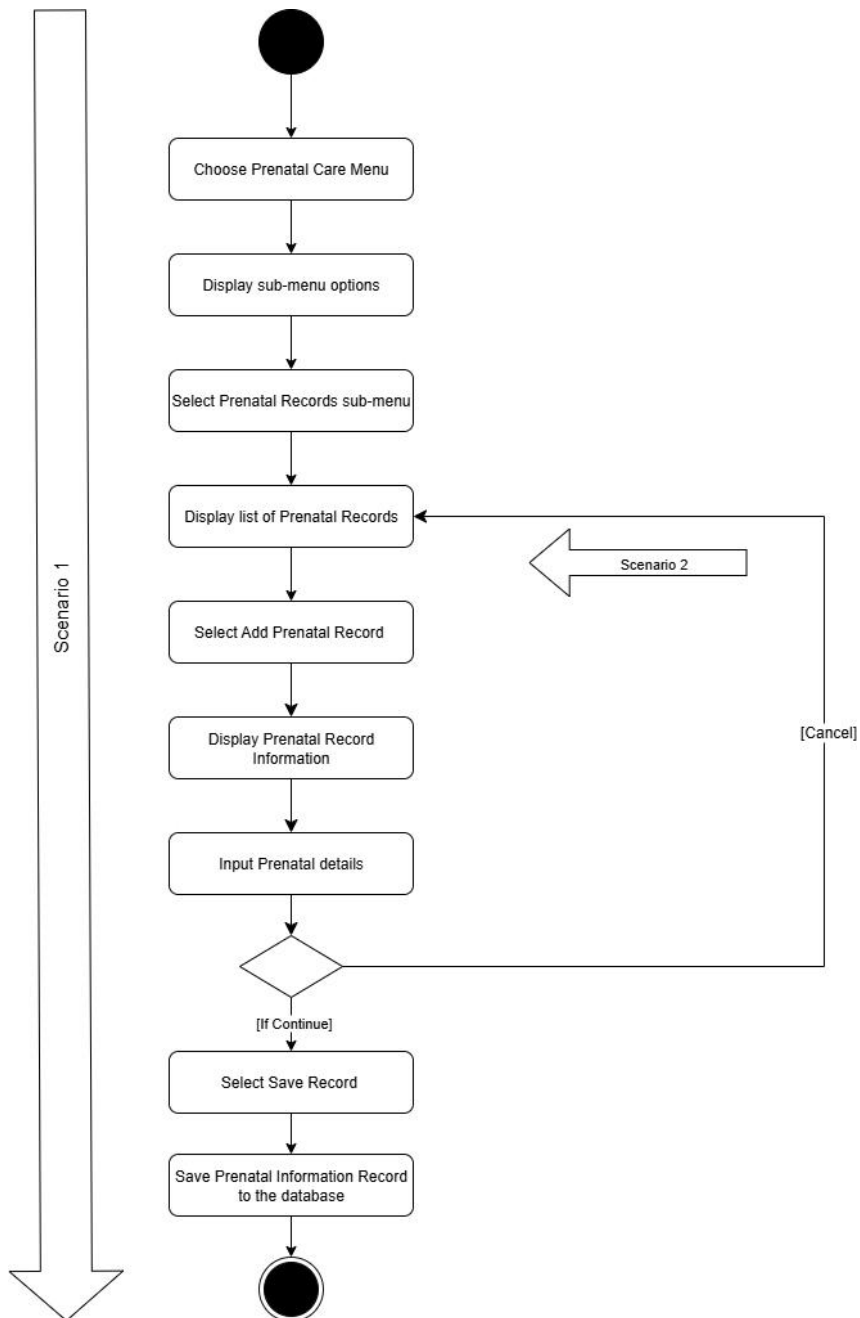 Choose Prenatal Care Menu
Display sub-menu options
Select Prenatal Records sub-menu
Display list of Prenatal Records
Scenario 2
Scenario 1
Select Add Prenatal Record
[Cancel]
Display Prenatal Record
Information
Input Prenatal details
[If Continue]
Select Save Record
Save Prenatal Information Record
to the database